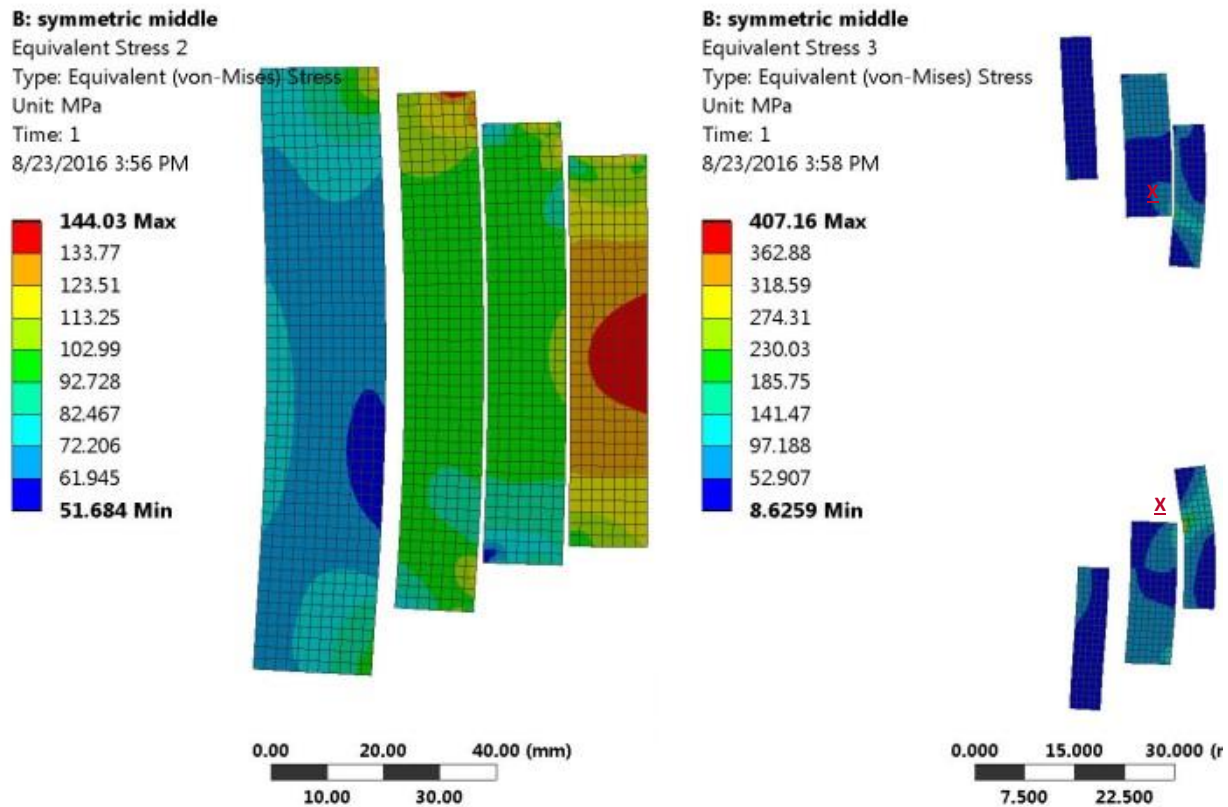 B: symmetric middle
Equivalent Stress 2
Type: Equivalent (von-Mises) Stress
Unit: MPa
Time: 1
8/23/2016 3:56 PM
144.03 Max
133.77
123.51
113.25
102.99
92.728
82.467
72.206
61.945
51.684 Min
0.00 20.00 40.00 (mm)
10.00 30.00
B: symmetric middle
Equivalent Stress 3
Type: Equivalent (von-Mises) Stress
Unit: MPa
Time: 1
8/23/2016 3:58 PM
407.16 Max
362.88
318.59
274.31
230.03
185.75
141.47
97.188
52.907
8.6259 Min
X
X
0.000 15.000 30.000 (
7.500 22.500